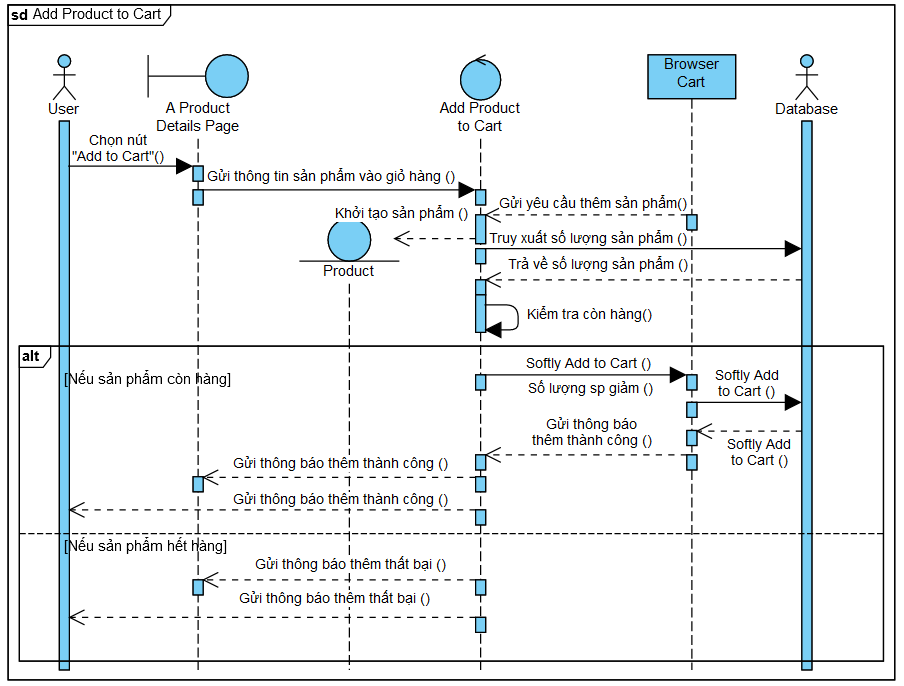 sd Add Product to Cart
User
A Product
Details Page
Add Product
to Cart
Browser
Cart
Database
Chọn nút
"Add to Cart"()
Gửi thông tin sản phẩm vào giỏ hàng ()
Gửi yêu cầu thêm sản phẩm()
Khởi tạo sản phẩm ()
Product
Truy xuất số lượng sản phẩm ()
Trả về số lượng sản phẩm ()
Kiểm tra còn hàng()
alt
[Nếu sản phẩm còn hàng]
Softly Add to Cart ()
Số lượng sp giảm ()
Softly Add
to Cart ()
Gửi thông báo
thêm thành công ()
Softly Add
to Cart ()
Gửi thông báo thêm thành công ()
Gửi thông báo thêm thành công ()
[Nếu sản phẩm hết hàng]
Gửi thông báo thêm thất bại ()
Gửi thông báo thêm thất bại ()